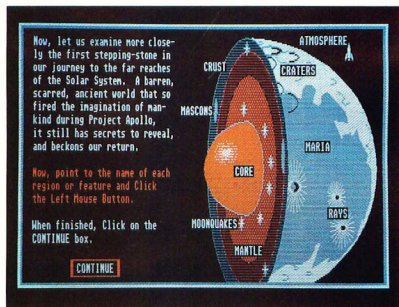 Now, let us examine more close-
ly the first stepping-stone in
our journey to the far reaches
of the Solar System. A barren,
scarred, ancient world that so
fired the imagination of man-
kind during Project Apollo,
it still has secrets to reveal,
and beckons our return.
Now, point to the name of each
region or feature and Click
the Left Mouse Button.
When finished, Click on the
CONTINUE box.
CONTINUE
ATMOSPHERE
CRUST
CRATERS
MASCONS
MARIA
CORE
RAYS
MOONQUAKES
MANTLE